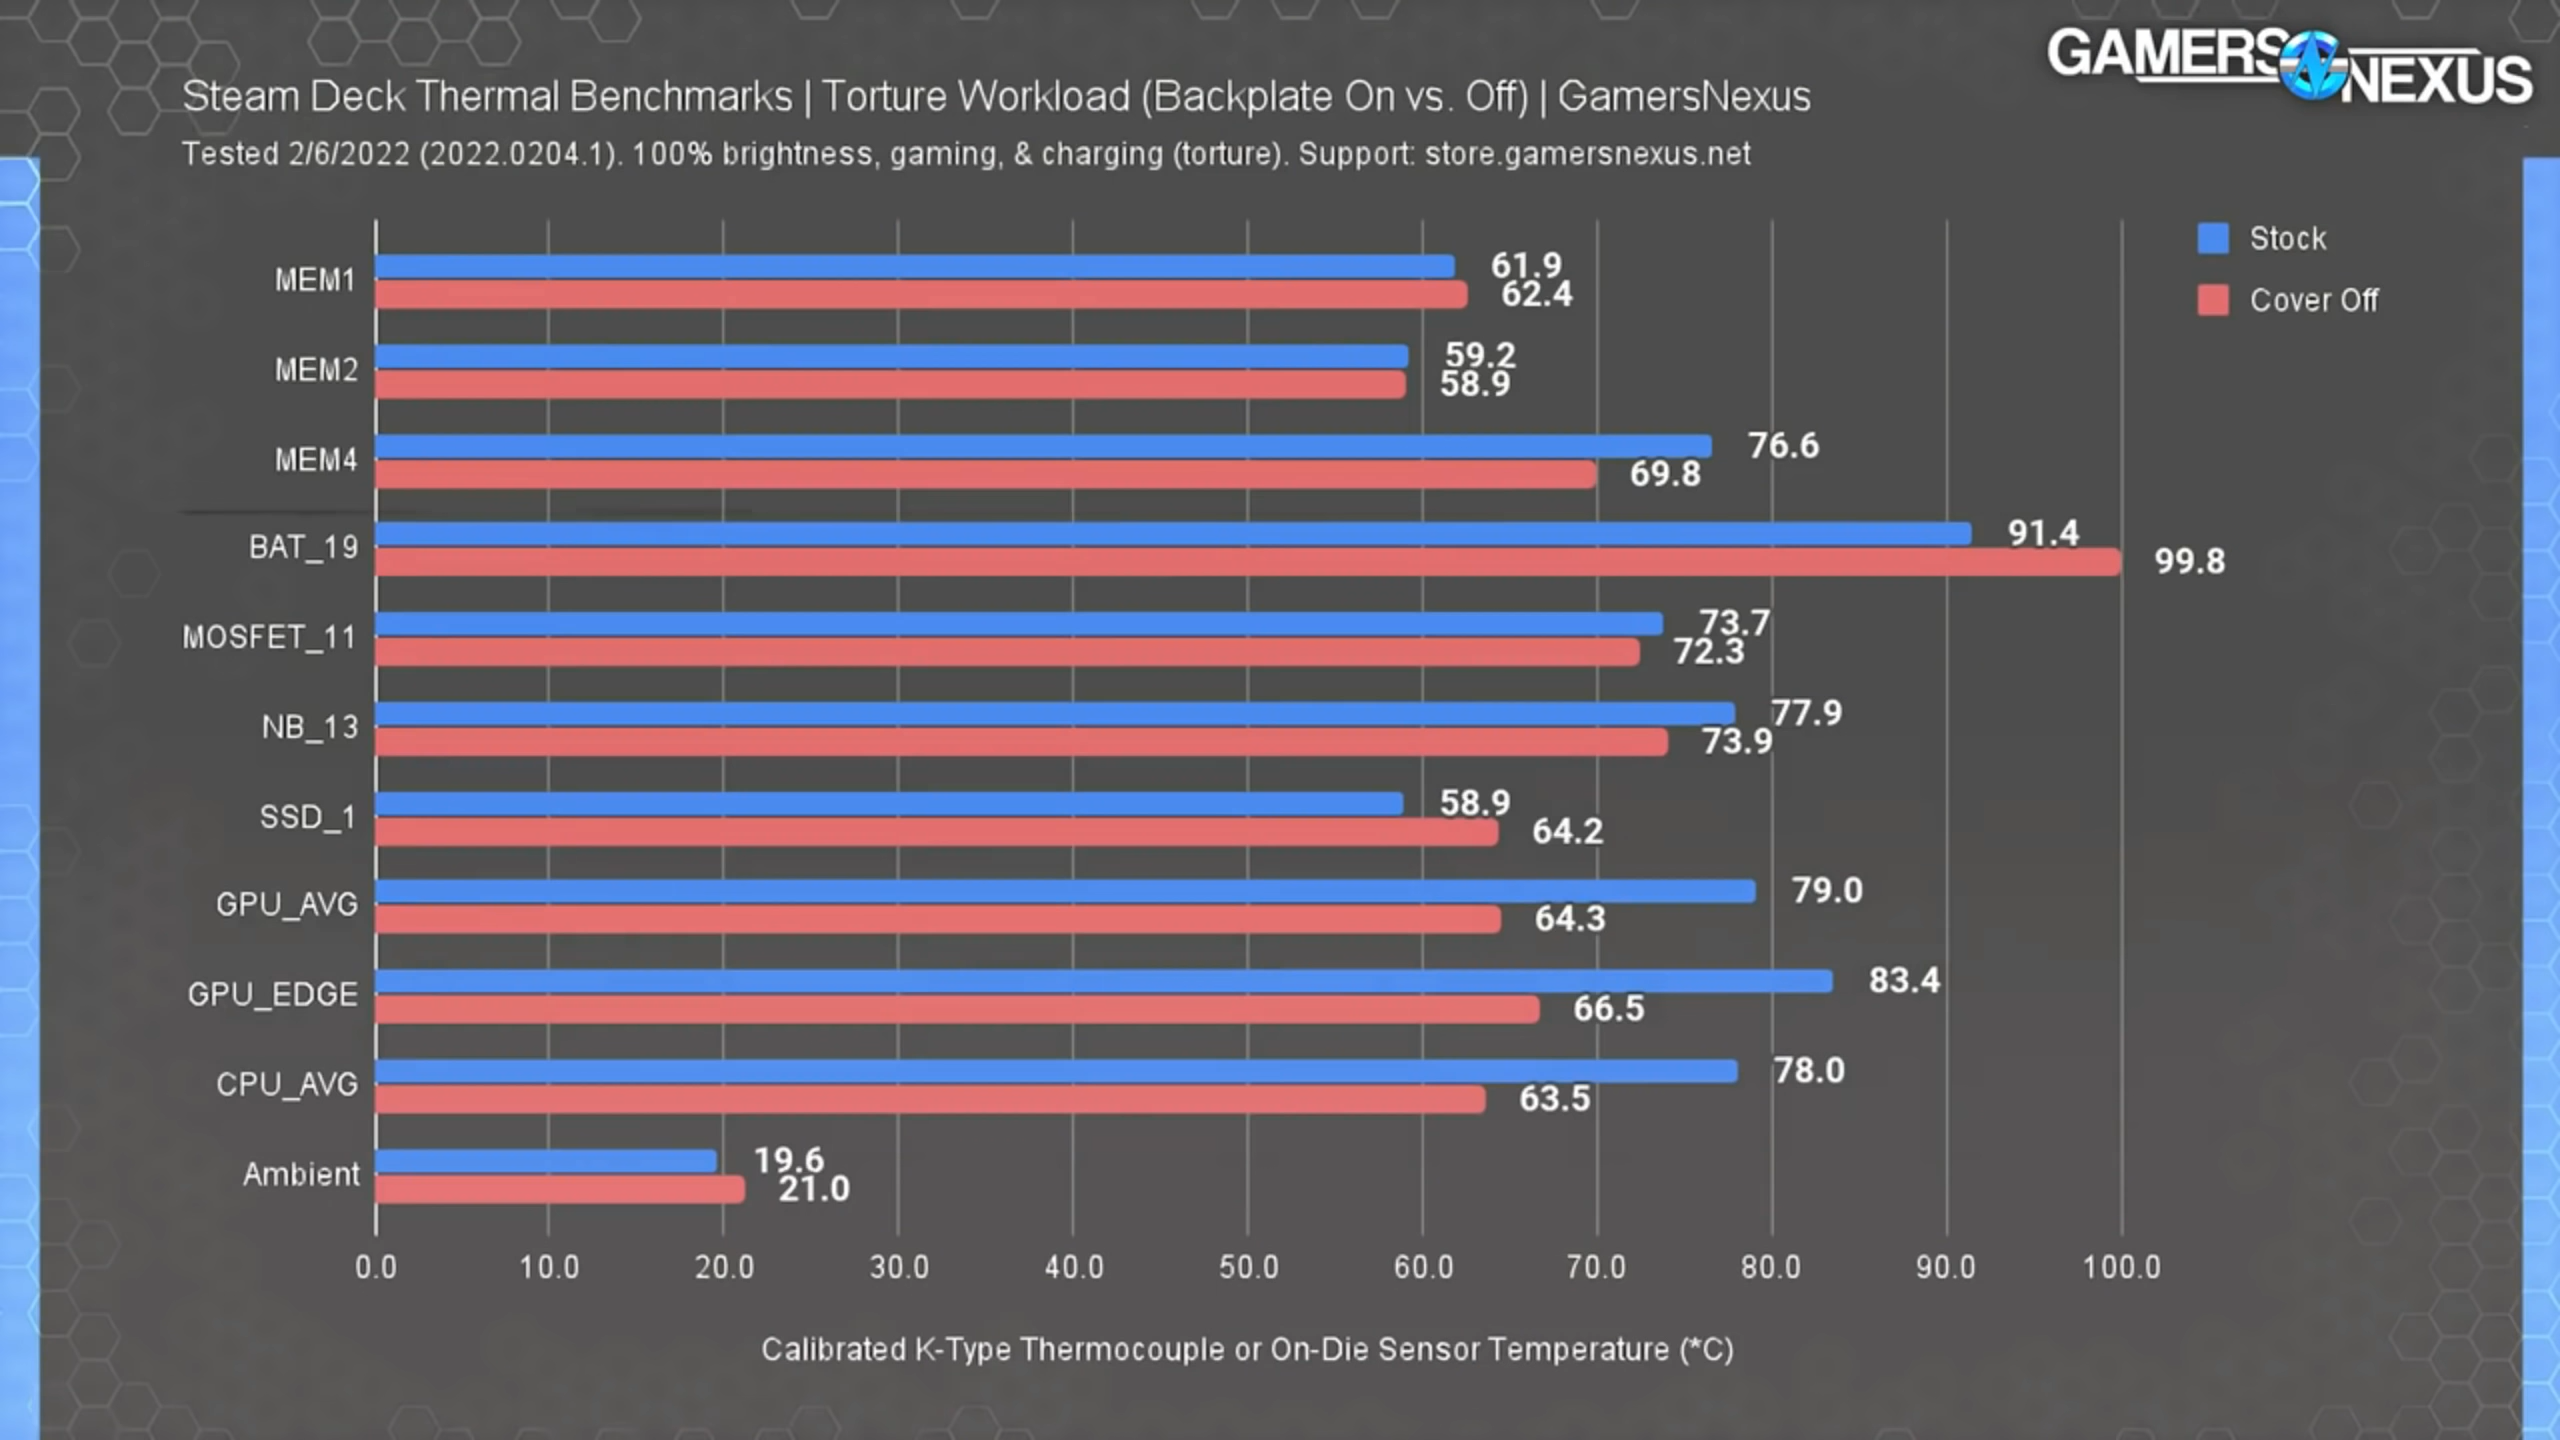 GAMERS NEXUS
Steam Deck Thermal Benchmarks | Torture Workload (Backplate On vs. Off) | GamersNexus
Tested 2/6/2022 (2022.0204.1). 100% brightness, gaming, & charging (torture). Support: store.gamersnexus.net
Stock
Cover Off
MEM1 61.9
62.4
MEM2 59.2
58.9
MEM4 76.6
69.8
BAT_19 91.4
99.8
MOSFET_11 73.7
72.3
NB_13 77.9
73.9
SSD_1 58.9
64.2
GPU_AVG 79.0
64.3
GPU_EDGE 83.4
66.5
CPU_AVG 78.0
63.5
Ambient 19.6
21.0
0.0 10.0 20.0 30.0 40.0 50.0 60.0 70.0 80.0 90.0 100.0
Calibrated K-Type Thermocouple or On-Die Sensor Temperature (*C)